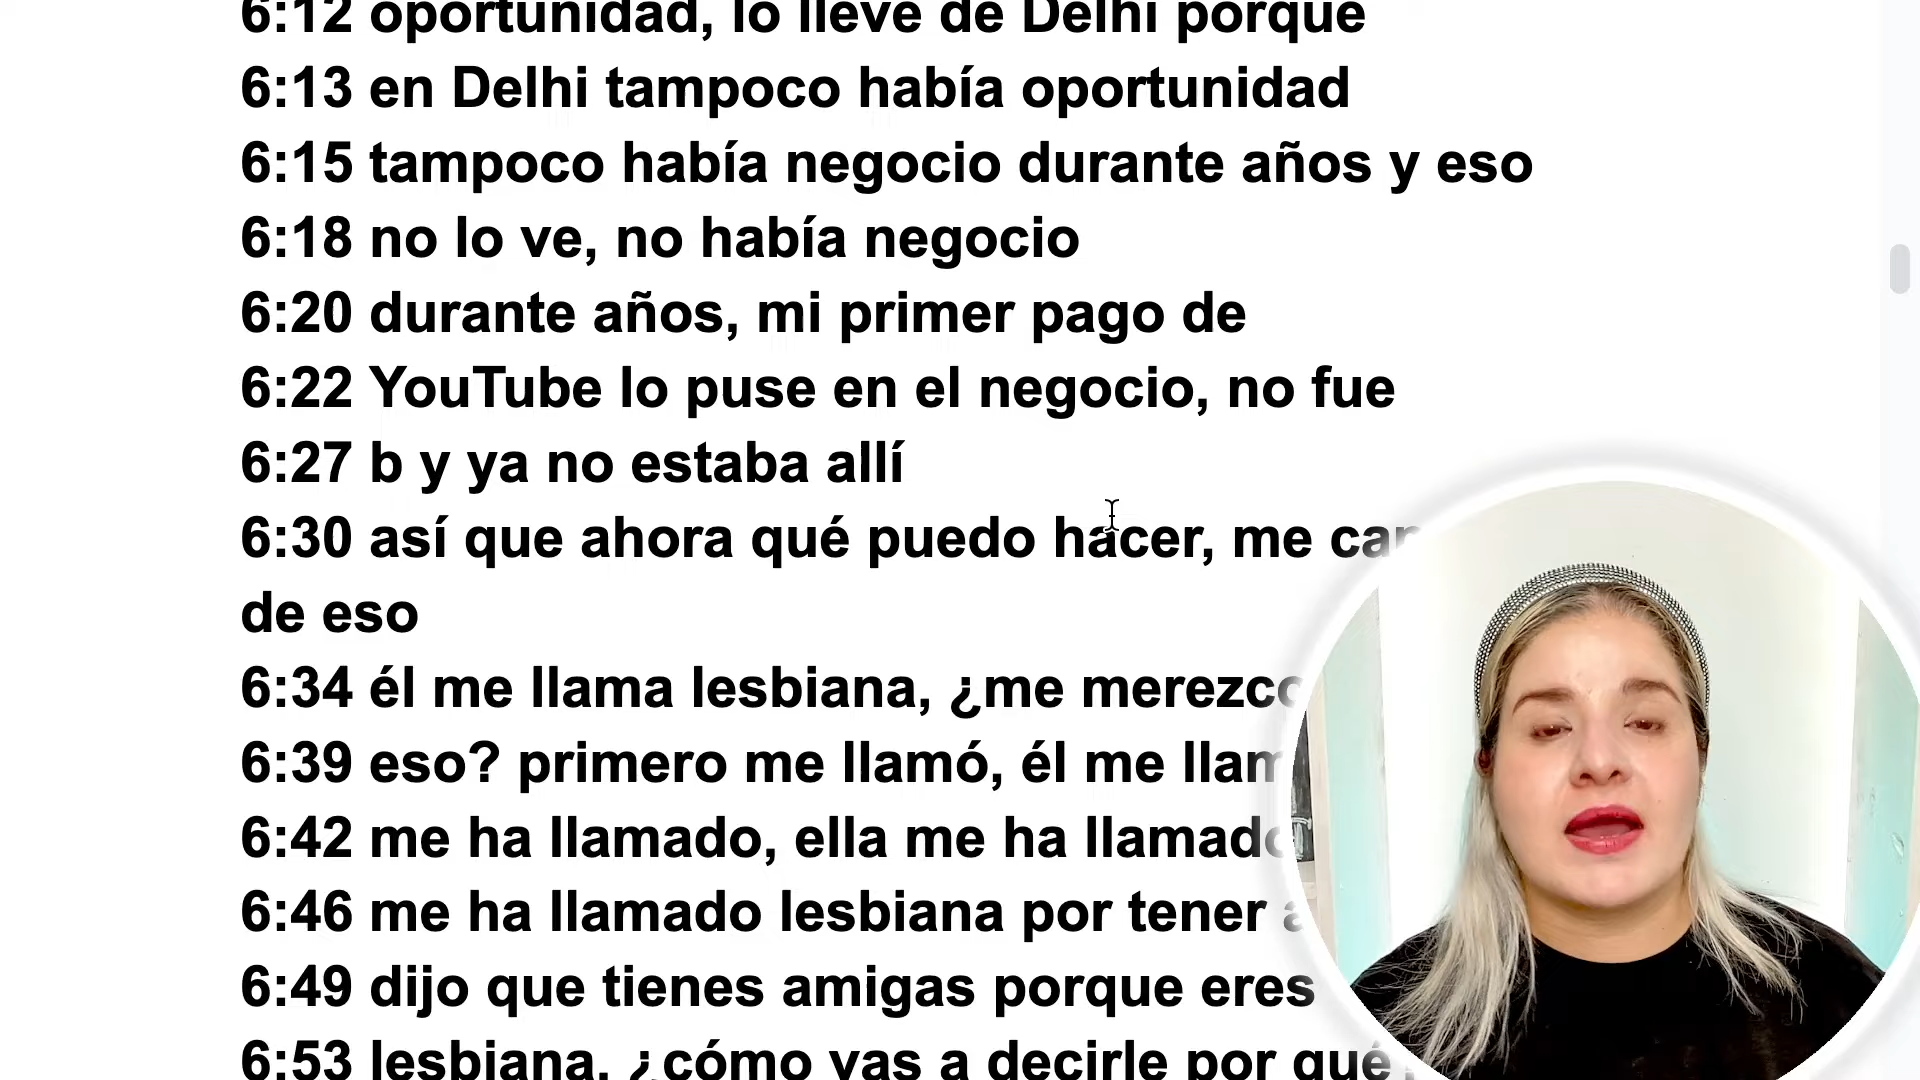 6:12 oportunidad, lo lleve de Delhi porque
6:13 en Delhi tampoco había oportunidad
6:15 tampoco había negocio durante años y eso
6:18 no lo ve, no había negocio
6:20 durante años, mi primer pago de
6:22 YouTube lo puse en el negocio, no fue
6:27 b y ya no estaba allí
6:30 así que ahora qué puedo hacer, me
de eso
6:34 él me llama lesbiana, ¿me merezco
6:39 eso? primero me llamó, él me
6:42 me ha llamado, ella me ha llamado
6:46 me ha llamado lesbiana por tener
6:49 dijo que tienes amigas porque eres
6:53 lesbiana, ¿cómo vas a decirle por qué